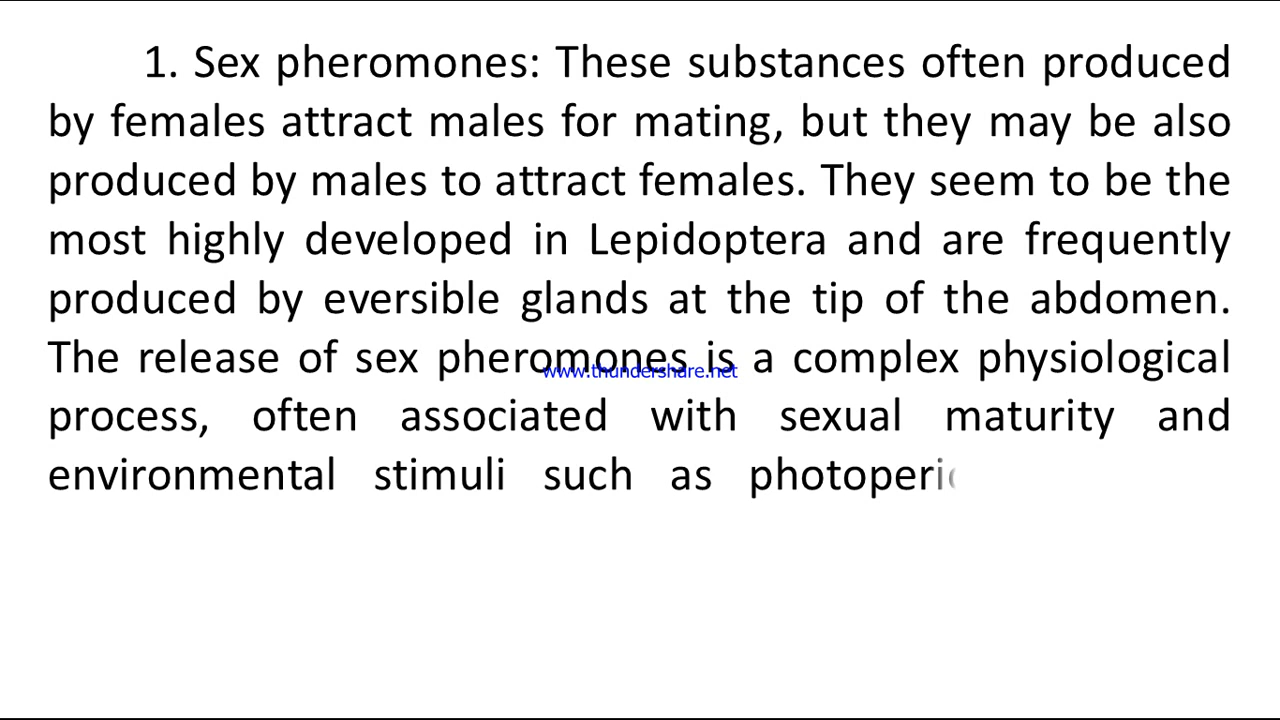 1. Sex pheromones: These substances often produced
by females attract males for mating, but they may be also
produced by males to attract females. They seem to be the
most highly developed in Lepidoptera and are frequently
produced by eversible glands at the tip of the abdomen.
The release of sex pheromones is a complex physiological
www.thundershare.net
process, often associated with sexual maturity and
environmental stimuli such as